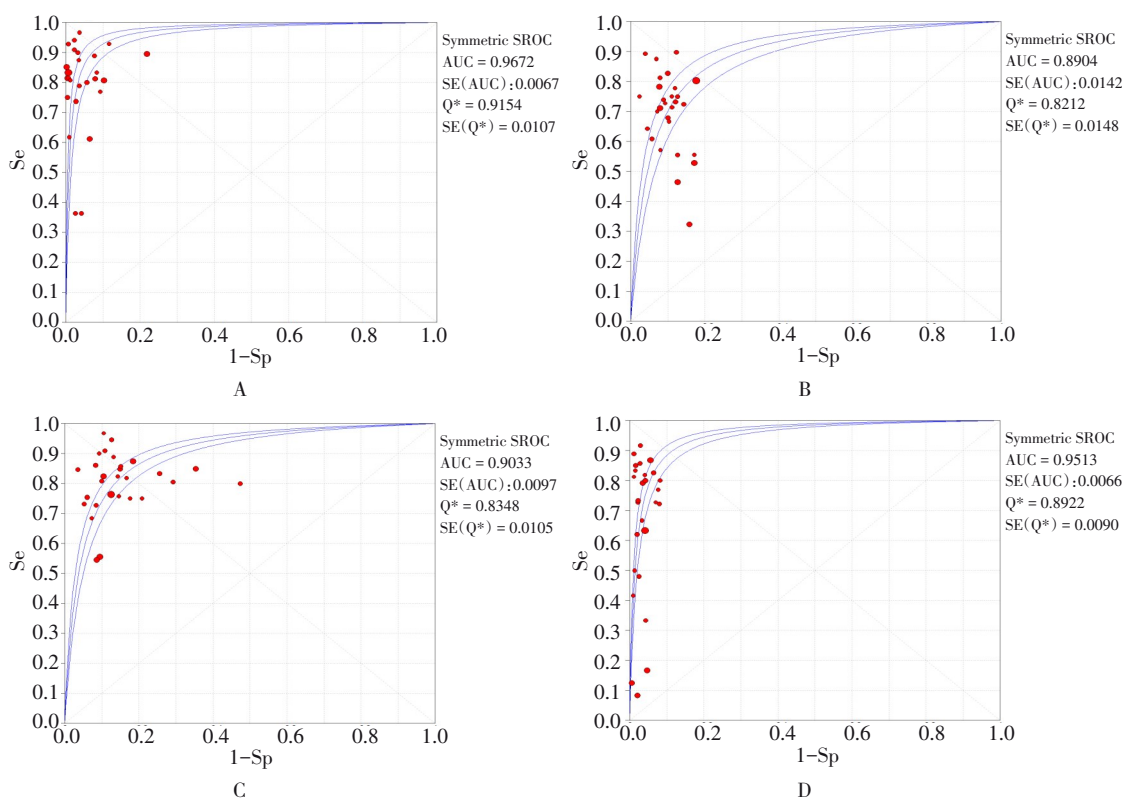 1.0
0.9
0.8
0.7
0.6
0.5
0.4
0.3
0.2
0.1
0.0
Se
0.0 0.2 0.4 0.6 0.8 1.0
1-Sp
Symmetric SROC
AUC = 0.9672
SE(AUC):0.0067
Q* = 0.9154
SE(Q*) = 0.0107
A
1.0
0.9
0.8
0.7
0.6
0.5
0.4
0.3
0.2
0.1
0.0
Se
0.0 0.2 0.4 0.6 0.8 1.0
1-Sp
Symmetric SROC
AUC = 0.8904
SE(AUC):0.0142
Q* = 0.8212
SE(Q*) = 0.0148
B
1.0
0.9
0.8
0.7
0.6
0.5
0.4
0.3
0.2
0.1
0.0
Se
0.0 0.2 0.4 0.6 0.8 1.0
1-Sp
Symmetric SROC
AUC = 0.9033
SE(AUC):0.0097
Q* = 0.8348
SE(Q*) = 0.0105
C
1.0
0.9
0.8
0.7
0.6
0.5
0.4
0.3
0.2
0.1
0.0
Se
0.0 0.2 0.4 0.6 0.8 1.0
1-Sp
Symmetric SROC
AUC = 0.9513
SE(AUC):0.0066
Q* = 0.8922
SE(Q*) = 0.0090
D